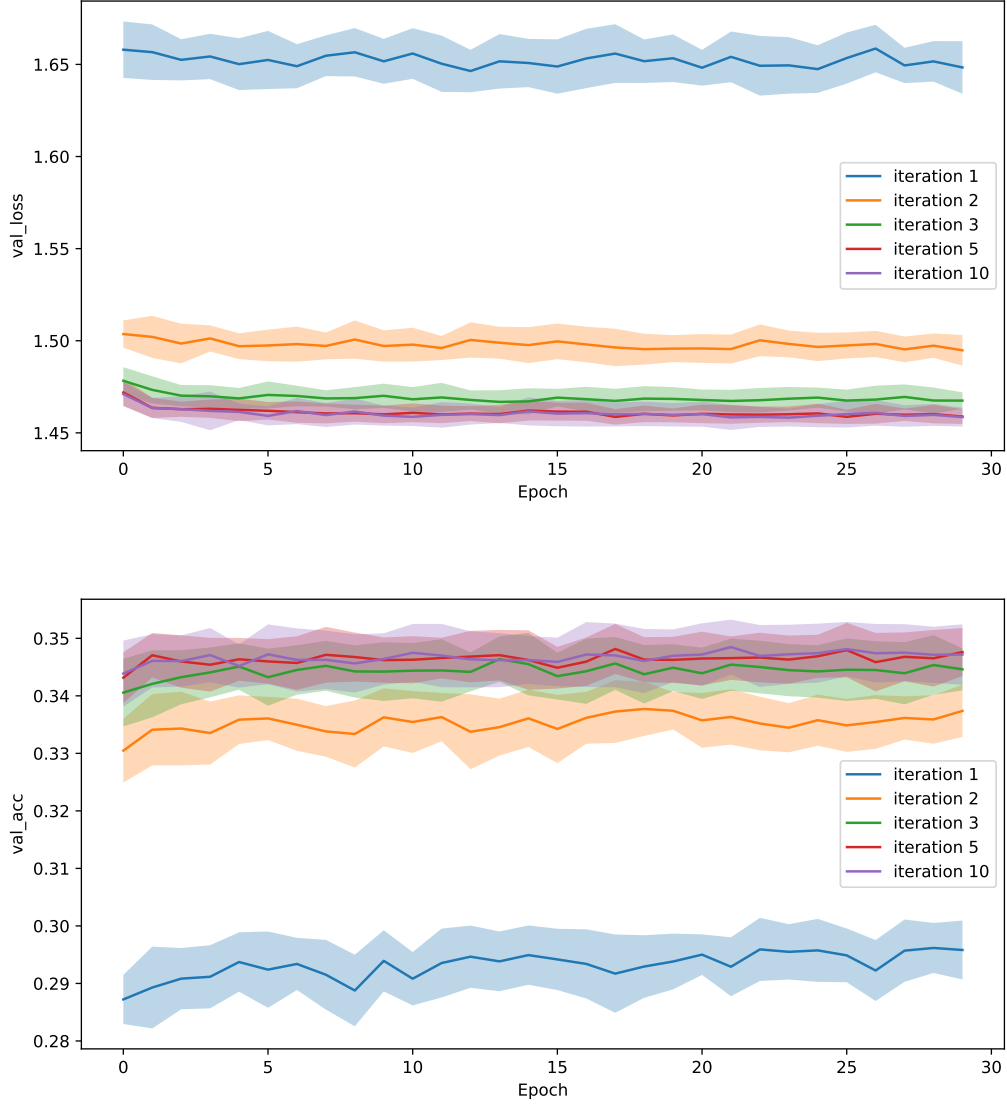 1.65
1.60
1.55
1.50
1.45
val_loss
iteration 1
iteration 2
iteration 3
iteration 5
iteration 10
0 5 10 15 20 25 30
Epoch
0.35
0.34
0.33
0.32
0.31
0.30
0.29
0.28
val_acc
iteration 1
iteration 2
iteration 3
iteration 5
iteration 10
0 5 10 15 20 25 30
Epoch